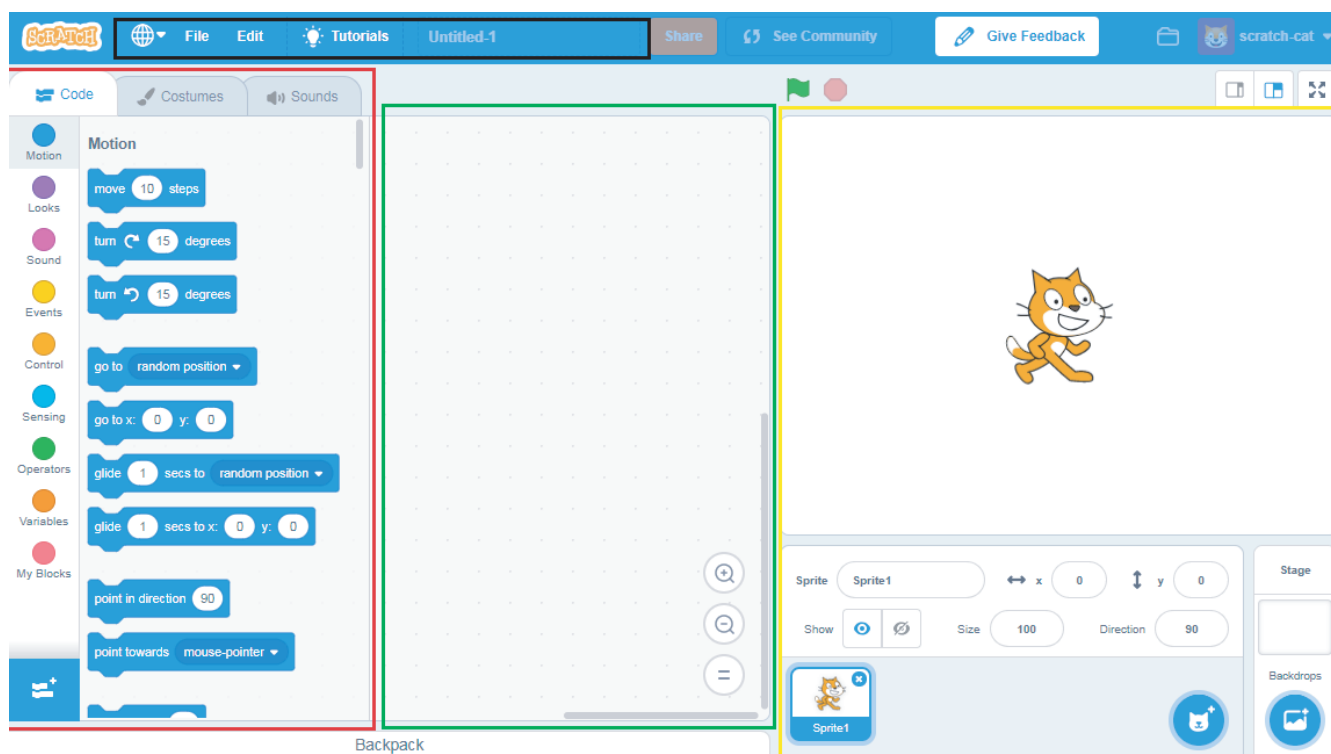 SCRATCH File Edit Tutorials Untitled-1 Share See Community Give Feedback scratch-cat
Code Costumes Sounds
Motion
Looks
Sound
Events
Control
Sensing
Operators
Variables
My Blocks
Motion
move 10 steps
turn 15 degrees
turn 15 degrees
go to random position
go to x: 0 y: 0
glide 1 secs to random position
glide 1 secs to x: 0 y: 0
point in direction 90
point towards mouse-pointer
Backpack
Sprite Sprite1 x 0 y 0
Show Size 100 Direction 90
Sprite1
Stage
Backdrops